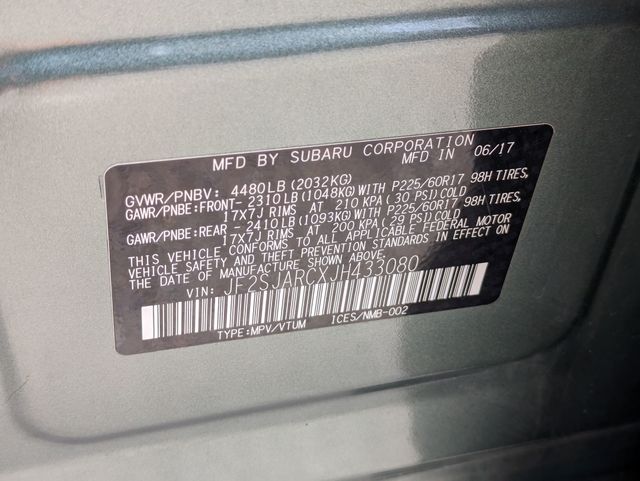 MFD BY SUBARU CORPORATION
MFD IN 06/17
GVWR/PNBV: 4480LB(2032KG)
GAWR/PNBE:FRONT- 2310LB(1048KG)WITH P225/60R17 98H TIRES,
17X7J RIMS AT 210 KPA(30 PSI)COLD
GAWR/PNBE:REAR - 2410LB(1093KG)WITH P225/60R17 98H TIRES,
17X7J RIMS AT 200 KPA(29 PSI)COLD
THIS VEHICLE CONFORMS TO ALL APPLICABLE FEDERAL MOTOR
VEHICLE SAFETY AND THEFT PREVENTION STANDARDS IN EFFECT ON
THE DATE OF MANUFACTURE SHOWN ABOVE.
VIN: JF2SJARCXJH433080
TYPE:MPV/VTUM ICES/NMB-002